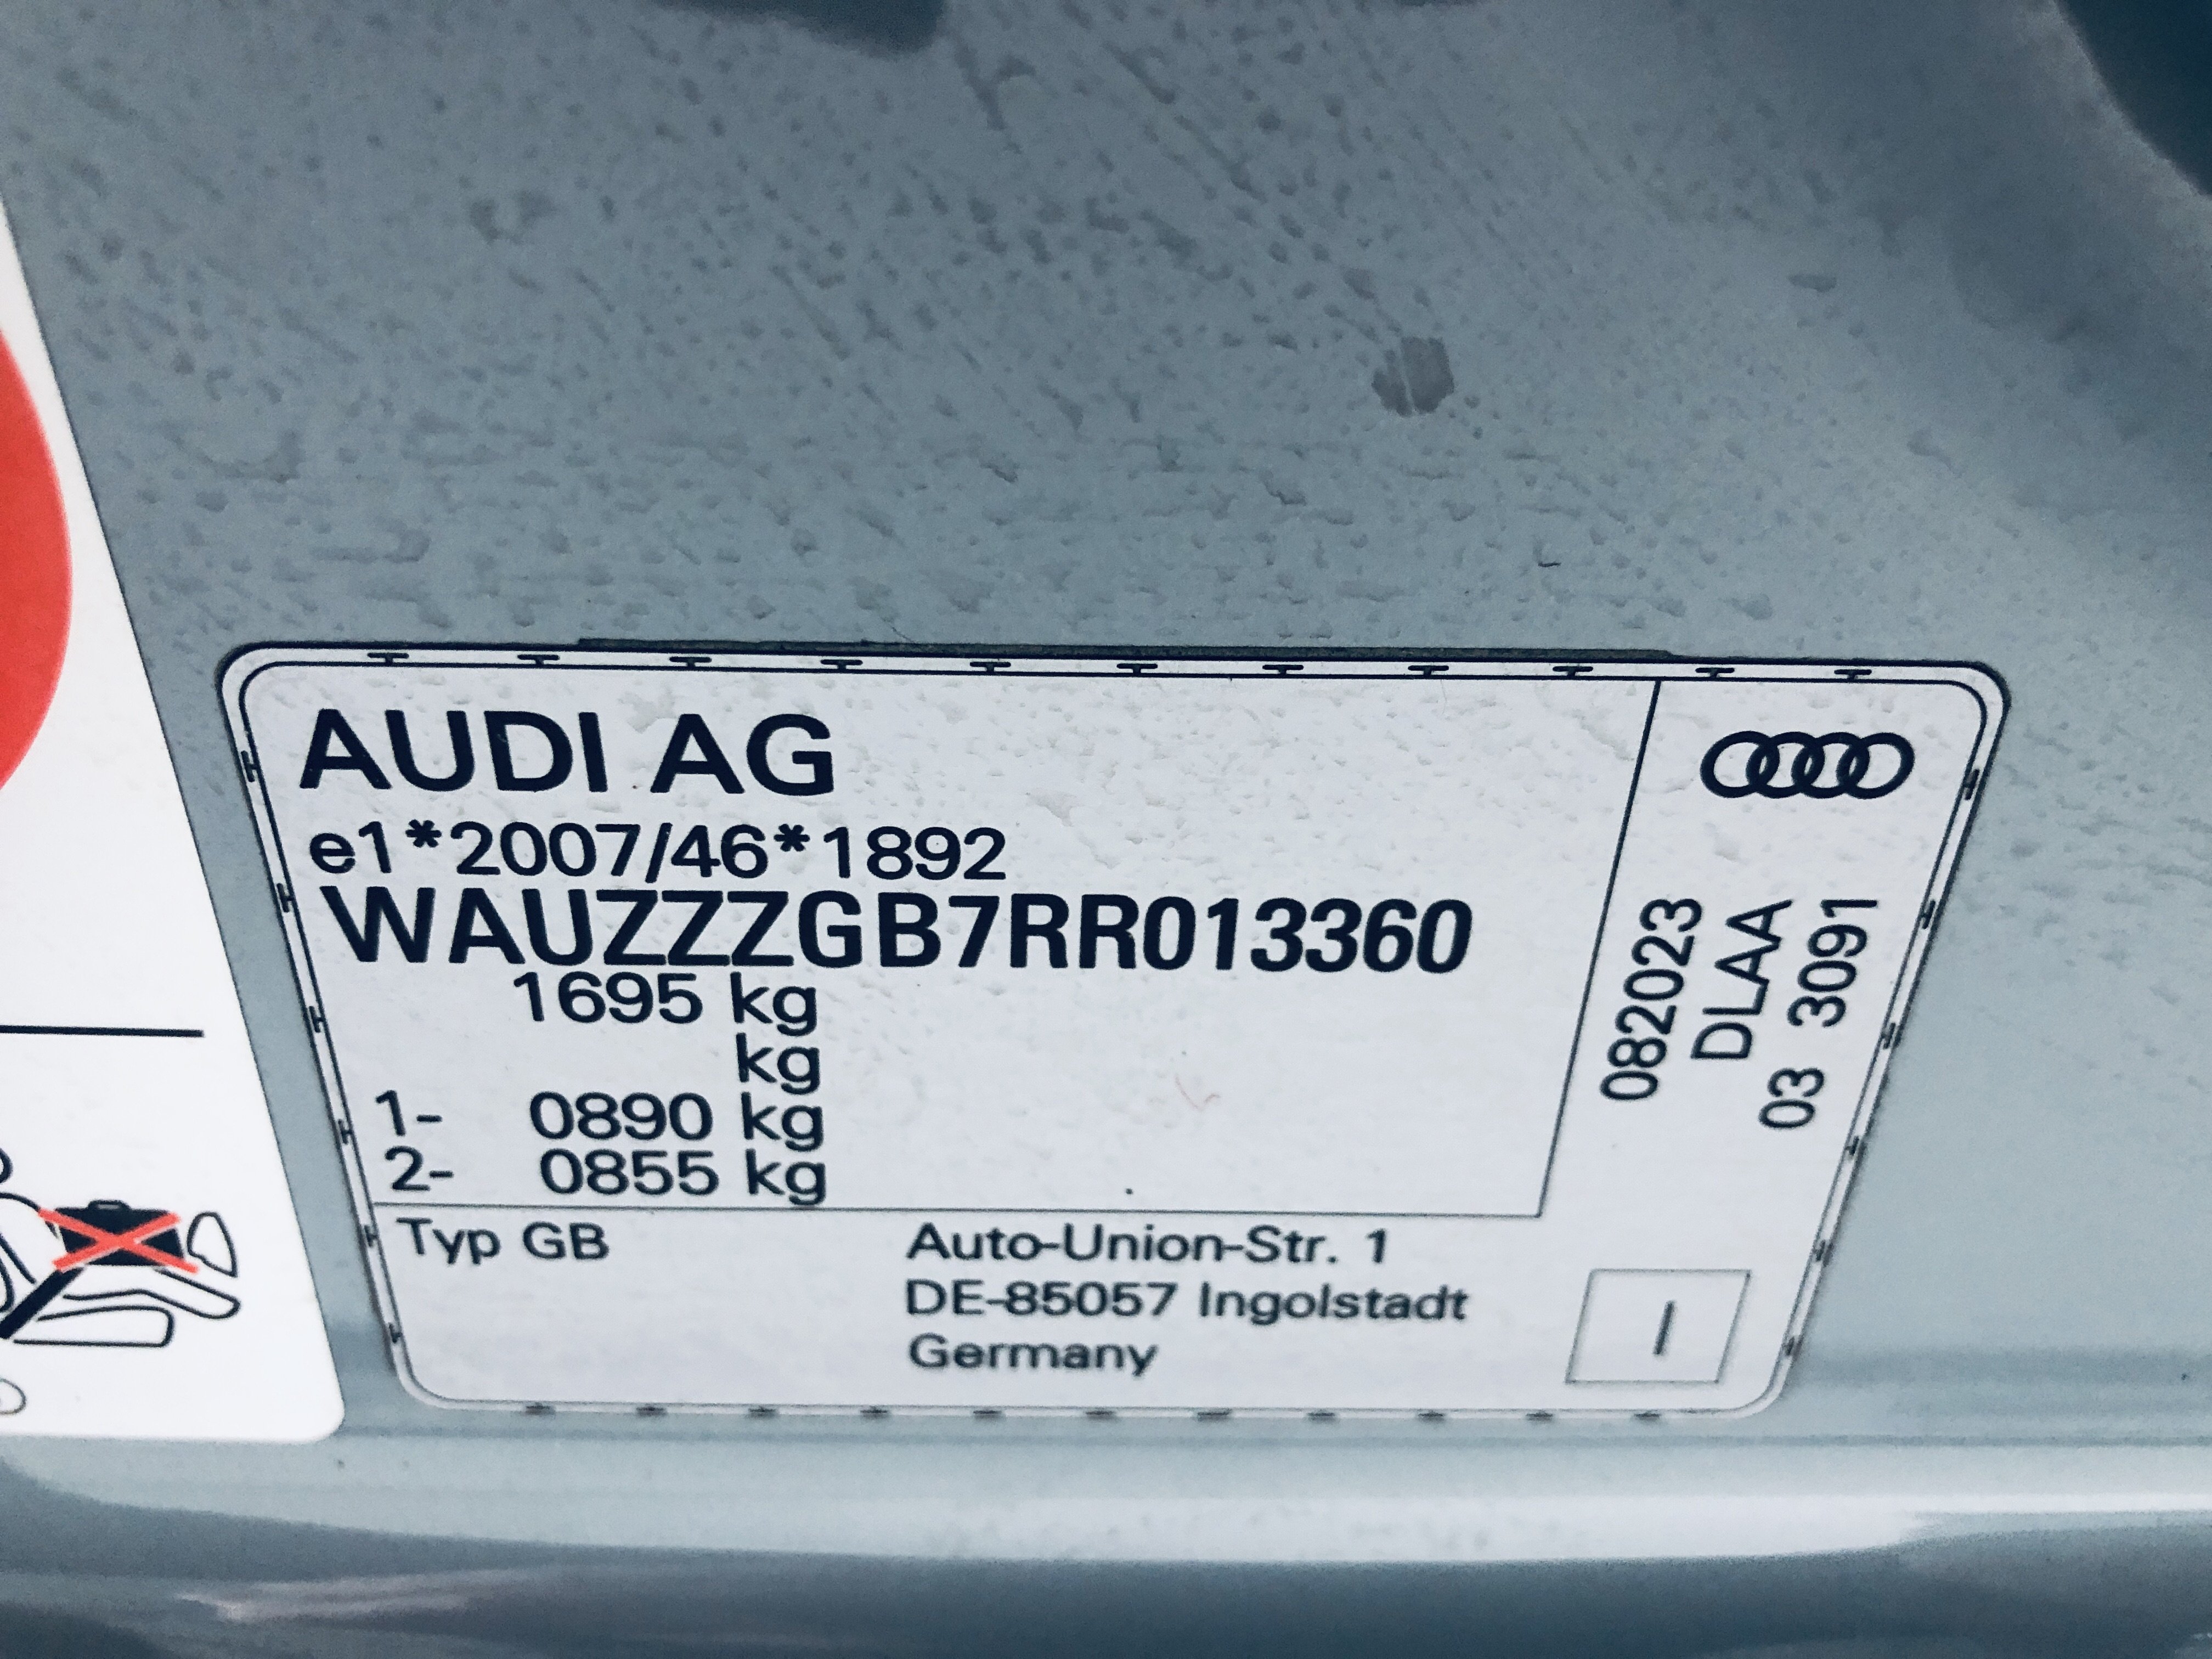 AUDI AG
e1*2007/46*1892
WAUZZZGB7RR013360
1695 kg
kg
1- 0890 kg
2- 0855 kg
Typ GB
Auto-Union-Str. 1
DE-85057 Ingolstadt
Germany
082023
DLAA
03 3091
I